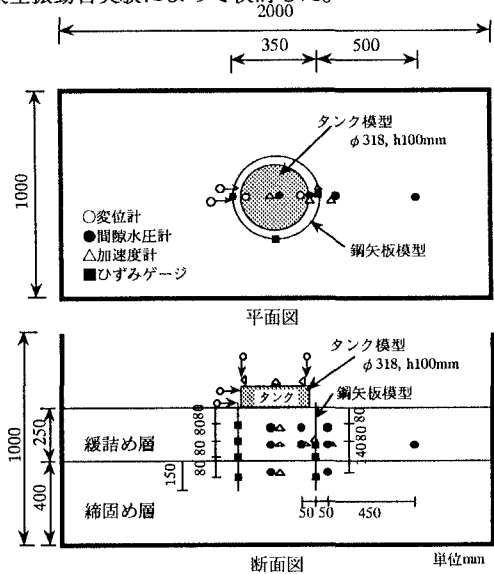 2000
350
500
タンク模型
φ318, h100mm
1000
○変位計
●間隙水圧計
△加速度計
■ひずみゲージ
鋼矢板模型
平面図
タンク模型
φ318, h100mm
タンク
鋼矢板模型
1000
250
緩詰め層
80
80
80
80
80
80
140
150
400
締固め層
50
50
450
断面図
単位mm